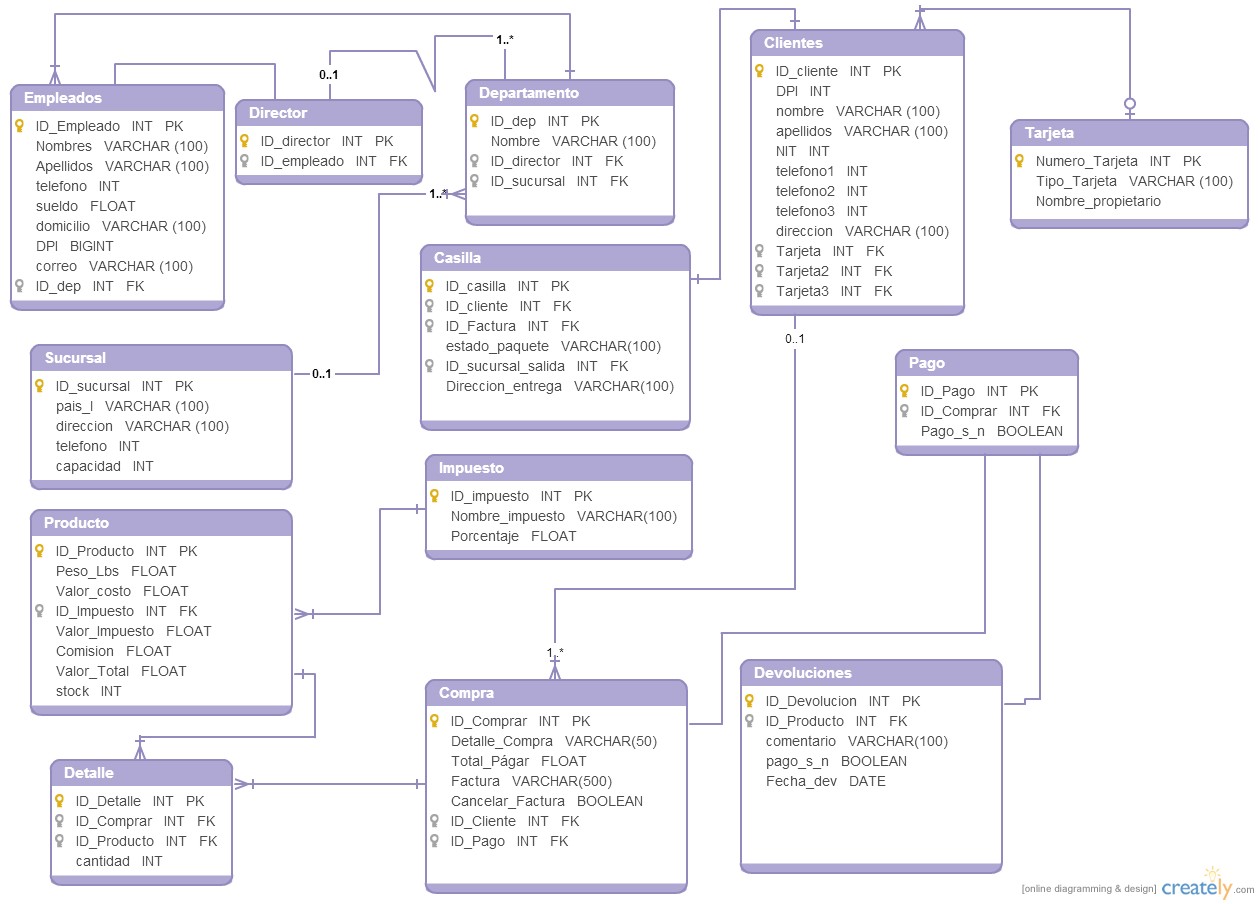 1..*
0..1
Clientes
ID_cliente INT PK
DPI INT
nombre VARCHAR (100)
apellidos VARCHAR (100)
NIT INT
telefono1 INT
telefono2 INT
telefono3 INT
direccion VARCHAR (100)
Tarjeta INT FK
Tarjeta2 INT FK
Tarjeta3 INT FK
Empleados
ID_Empleado INT PK
Nombres VARCHAR (100)
Apellidos VARCHAR (100)
telefono INT
sueldo FLOAT
domicilio VARCHAR (100)
DPI BIGINT
correo VARCHAR (100)
ID_dep INT FK
Director
ID_director INT PK
ID_empleado INT FK
Departamento
ID_dep INT PK
Nombre VARCHAR (100)
ID_director INT FK
ID_sucursal INT FK
1..*
Tarjeta
Numero_Tarjeta INT PK
Tipo_Tarjeta VARCHAR (100)
Nombre_propietario
Casilla
ID_casilla INT PK
ID_cliente INT FK
ID_Factura INT FK
estado_paquete VARCHAR(100)
ID_sucursal_salida INT FK
Direccion_entrega VARCHAR(100)
0..1
Sucursal
ID_sucursal INT PK
pais_l VARCHAR (100)
direccion VARCHAR (100)
telefono INT
capacidad INT
0..1
Pago
ID_Pago INT PK
ID_Comprar INT FK
Pago_s_n BOOLEAN
Impuesto
ID_impuesto INT PK
Nombre_impuesto VARCHAR(100)
Porcentaje FLOAT
Producto
ID_Producto INT PK
Peso_Lbs FLOAT
Valor_costo FLOAT
ID_Impuesto INT FK
Valor_Impuesto FLOAT
Comision FLOAT
Valor_Total FLOAT
stock INT
1..*
Compra
ID_Comprar INT PK
Detalle_Compra VARCHAR(50)
Total_Págar FLOAT
Factura VARCHAR(500)
Cancelar_Factura BOOLEAN
ID_Cliente INT FK
ID_Pago INT FK
Devoluciones
ID_Devolucion INT PK
ID_Producto INT FK
comentario VARCHAR(100)
pago_s_n BOOLEAN
Fecha_dev DATE
Detalle
ID_Detalle INT PK
ID_Comprar INT FK
ID_Producto INT FK
cantidad INT
[online diagramming & design] creately.com